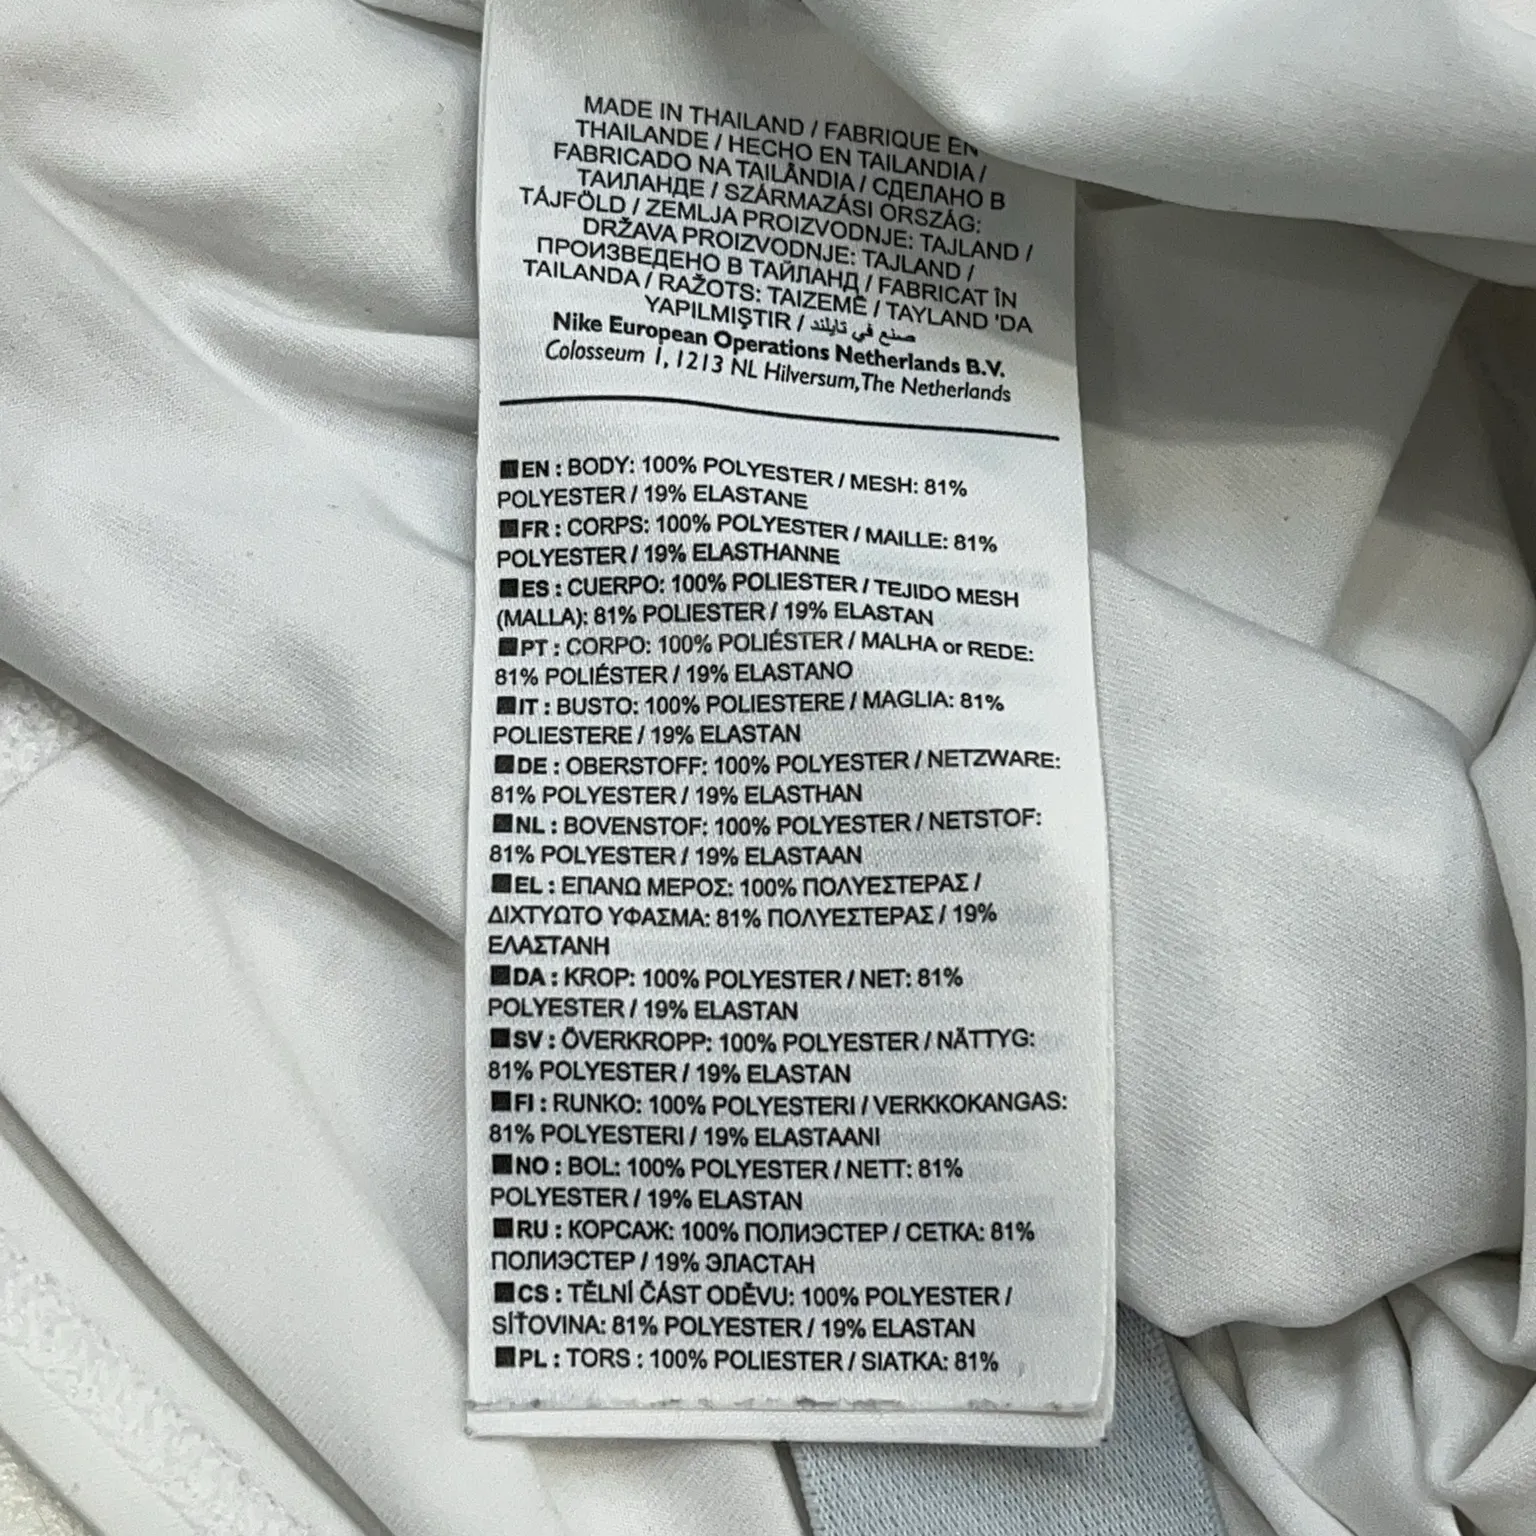 MADE IN THAILAND / FABRIQUE EN
THAILANDE / HECHO EN TAILANDIA /
FABRICADO NA TAILÂNDIA / СДЕЛАНО В
ТАИЛАНДЕ / SZÁRMAZÁSI ORSZÁG:
TÁJFÖLD / ZEMLJA PROIZVODNJE: TAJLAND /
DRŽAVA PROIZVODNJE: TAJLAND /
ПРОИЗВЕДЕНО В ТАЙЛАНД / FABRICAT ÎN
TAILANDA / RAŽOTS: TAIZEMĒ / TAYLAND 'DA
YAPILMIŞTIR / صنع في تايلند
Nike European Operations Netherlands B.V.
Colosseum 1, 1213 NL Hilversum, The Netherlands
EN : BODY: 100% POLYESTER / MESH: 81%
POLYESTER / 19% ELASTANE
FR : CORPS: 100% POLYESTER / MAILLE: 81%
POLYESTER / 19% ELASTHANNE
ES : CUERPO: 100% POLIESTER / TEJIDO MESH
(MALLA): 81% POLIESTER / 19% ELASTAN
PT : CORPO: 100% POLIÉSTER / MALHA or REDE:
81% POLIÉSTER / 19% ELASTANO
IT : BUSTO: 100% POLIESTERE / MAGLIA: 81%
POLIESTERE / 19% ELASTAN
DE : OBERSTOFF: 100% POLYESTER / NETZWARE:
81% POLYESTER / 19% ELASTHAN
NL : BOVENSTOF: 100% POLYESTER / NETSTOF:
81% POLYESTER / 19% ELASTAAN
EL : ΕΠΑΝΩ ΜΕΡΟΣ: 100% ΠΟΛΥΕΣΤΕΡΑΣ /
ΔΙΧΤΥΩΤΟ ΥΦΑΣΜΑ: 81% ΠΟΛΥΕΣΤΕΡΑΣ / 19%
ΕΛΑΣΤΑΝΗ
DA : KROP: 100% POLYESTER / NET: 81%
POLYESTER / 19% ELASTAN
SV : ÖVERKROPP: 100% POLYESTER / NÄTTYG:
81% POLYESTER / 19% ELASTAN
FI : RUNKO: 100% POLYESTERI / VERKKOKANGAS:
81% POLYESTERI / 19% ELASTAANI
NO : BOL: 100% POLYESTER / NETT: 81%
POLYESTER / 19% ELASTAN
RU : КОРСАЖ: 100% ПОЛИЭСТЕР / СЕТКА: 81%
ПОЛИЭСТЕР / 19% ЭЛАСТАН
CS : TĚLNÍ ČÁST ODĚVU: 100% POLYESTER /
SÍŤOVINA: 81% POLYESTER / 19% ELASTAN
PL : TORS : 100% POLIESTER / SIATKA: 81%